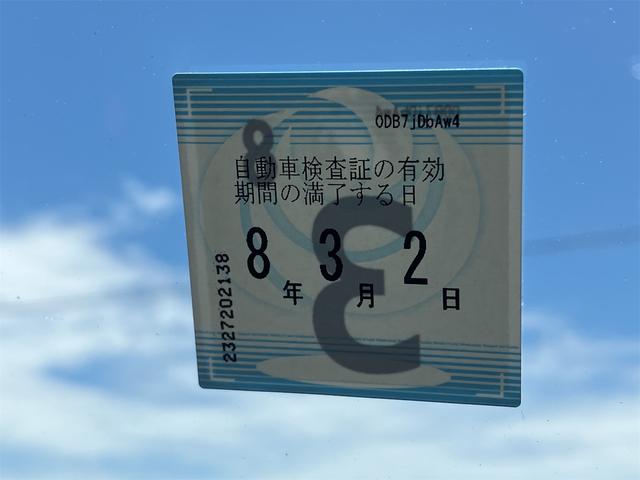 0DB7jDbAw4
自動車検査証の有効
期間の満了する日
8年3月2日
2327202138